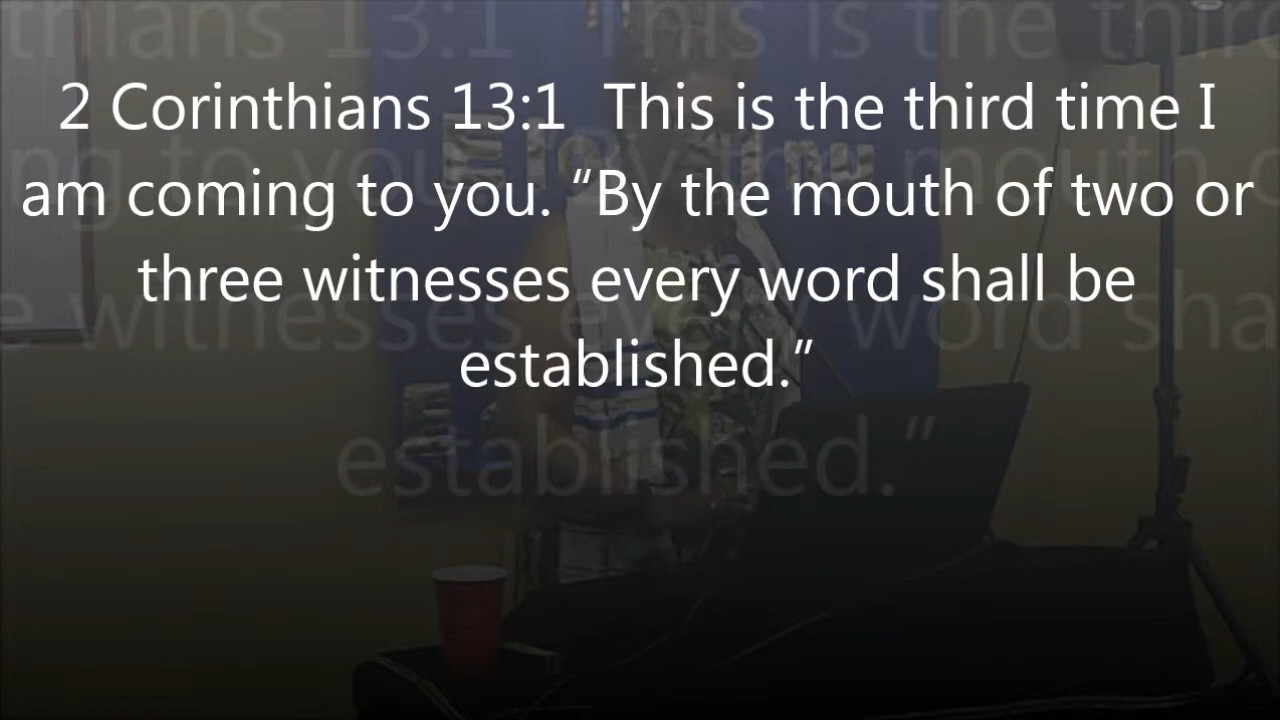 2 Corinthians 13:1  This is the third time I
am coming to you. “By the mouth of two or
three witnesses every word shall be
established.”